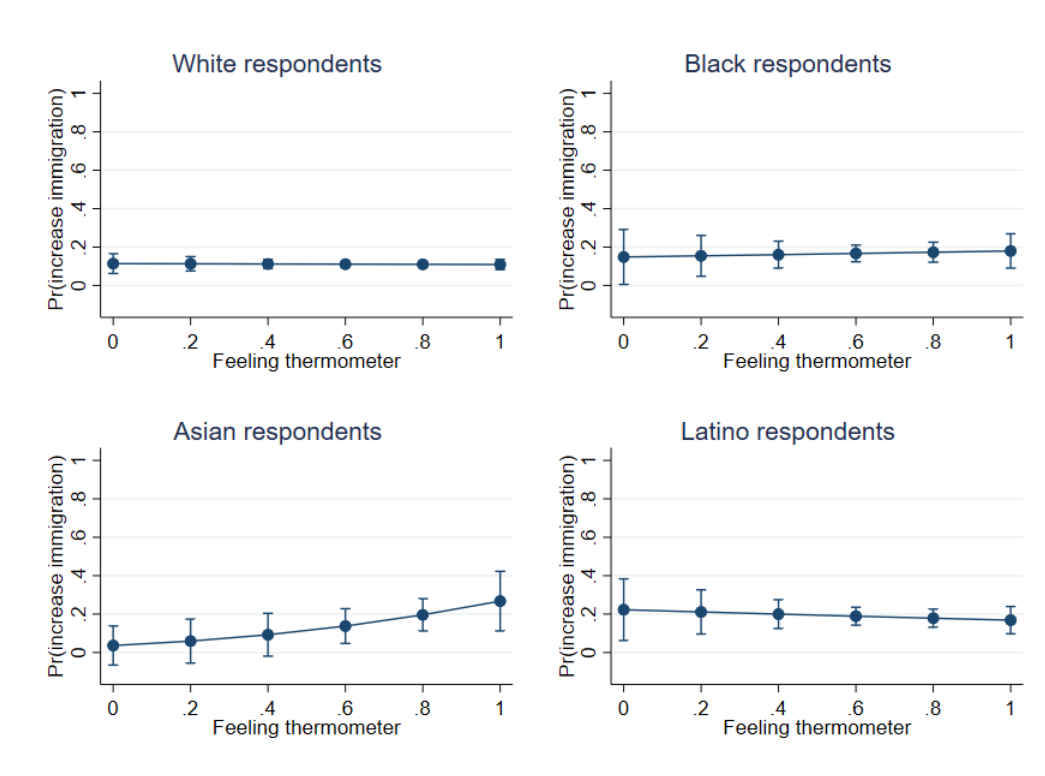 White respondents
Pr(increase immigration)
1
.8
.6
.4
.2
0
0 .2 .4 .6 .8 1
Feeling thermometer
Black respondents
Pr(increase immigration)
1
.8
.6
.4
.2
0
0 .2 .4 .6 .8 1
Feeling thermometer
Asian respondents
Pr(increase immigration)
1
.8
.6
.4
.2
0
0 .2 .4 .6 .8 1
Feeling thermometer
Latino respondents
Pr(increase immigration)
1
.8
.6
.4
.2
0
0 .2 .4 .6 .8 1
Feeling thermometer